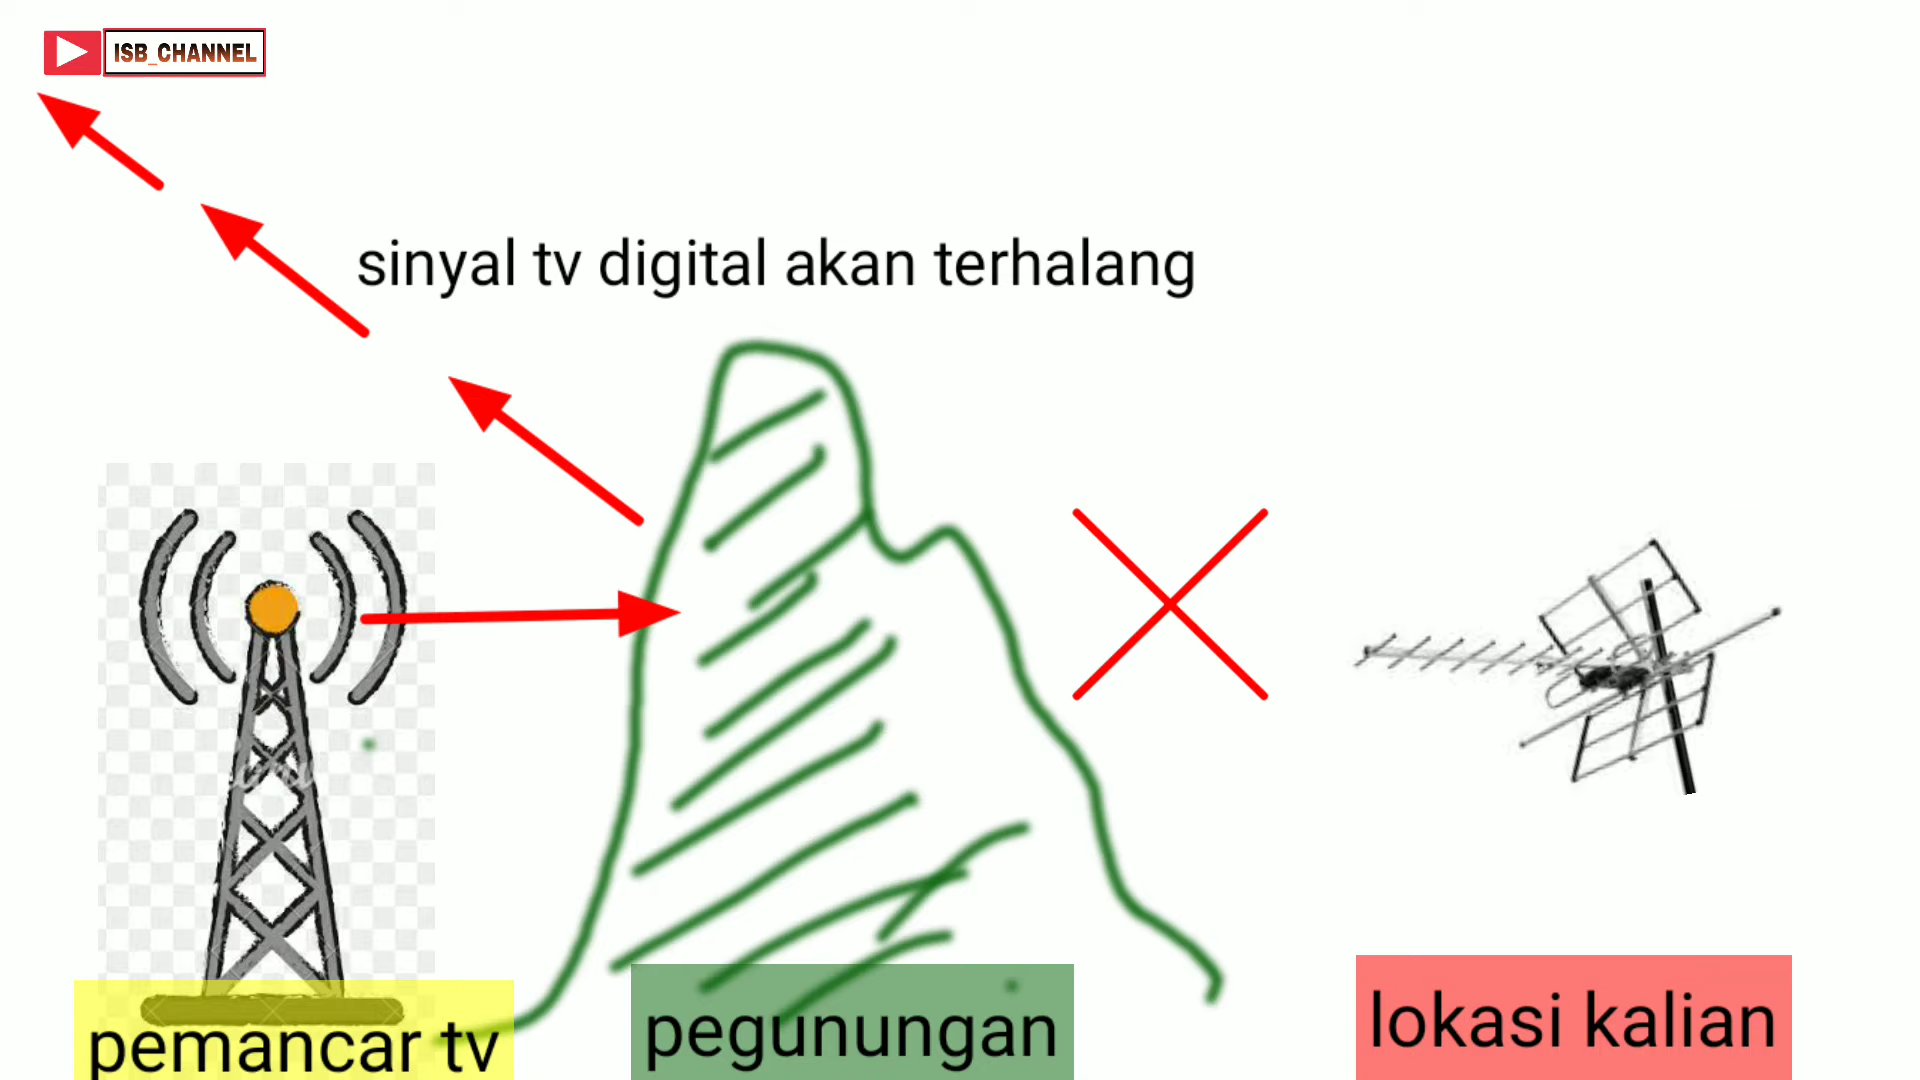 ISB_CHANNEL
sinyal tv digital akan terhalang
pemancar tv
pegunungan
lokasi kalian